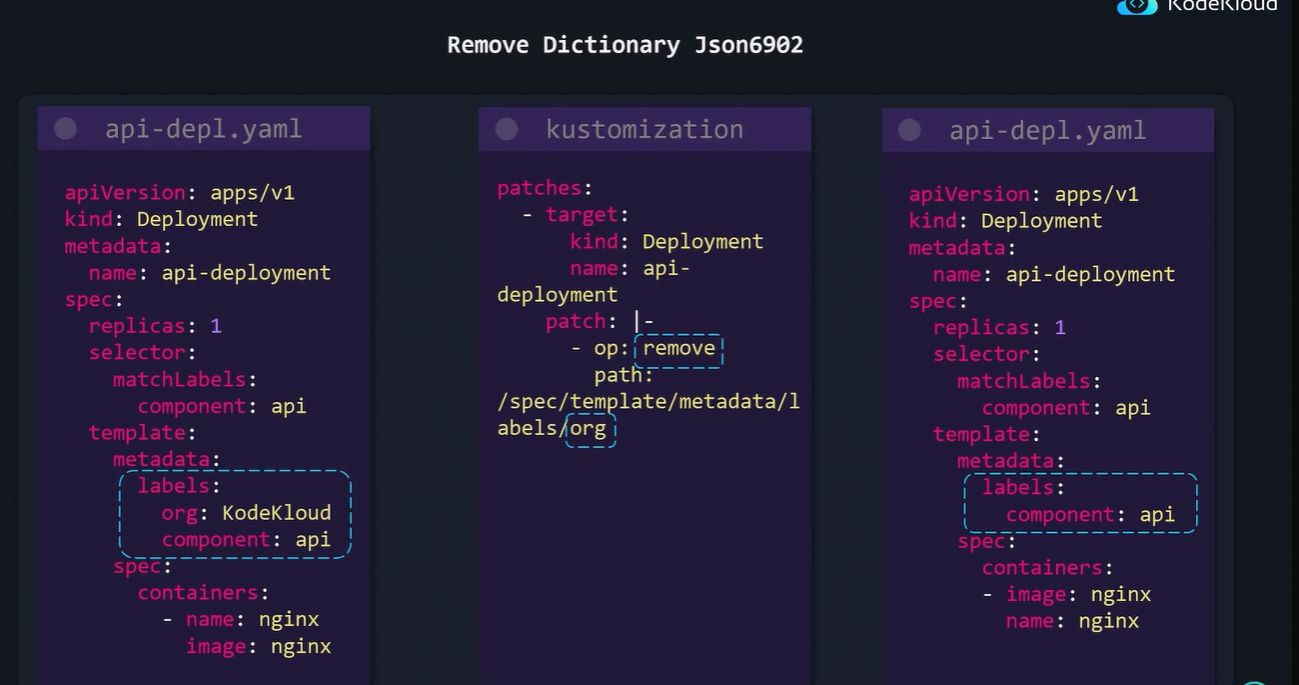 KodeKloud
Remove Dictionary Json6902
api-depl.yaml
apiVersion: apps/v1
kind: Deployment
metadata:
  name: api-deployment
spec:
  replicas: 1
  selector:
    matchLabels:
      component: api
  template:
    metadata:
      labels:
        org: KodeKloud
        component: api
    spec:
      containers:
        - name: nginx
          image: nginx
kustomization
patches:
  - target:
      kind: Deployment
      name: api-
deployment
    patch: |-
      - op: remove
        path:
/spec/template/metadata/l
abels/org
api-depl.yaml
apiVersion: apps/v1
kind: Deployment
metadata:
  name: api-deployment
spec:
  replicas: 1
  selector:
    matchLabels:
      component: api
  template:
    metadata:
      labels:
        component: api
    spec:
      containers:
      - image: nginx
        name: nginx